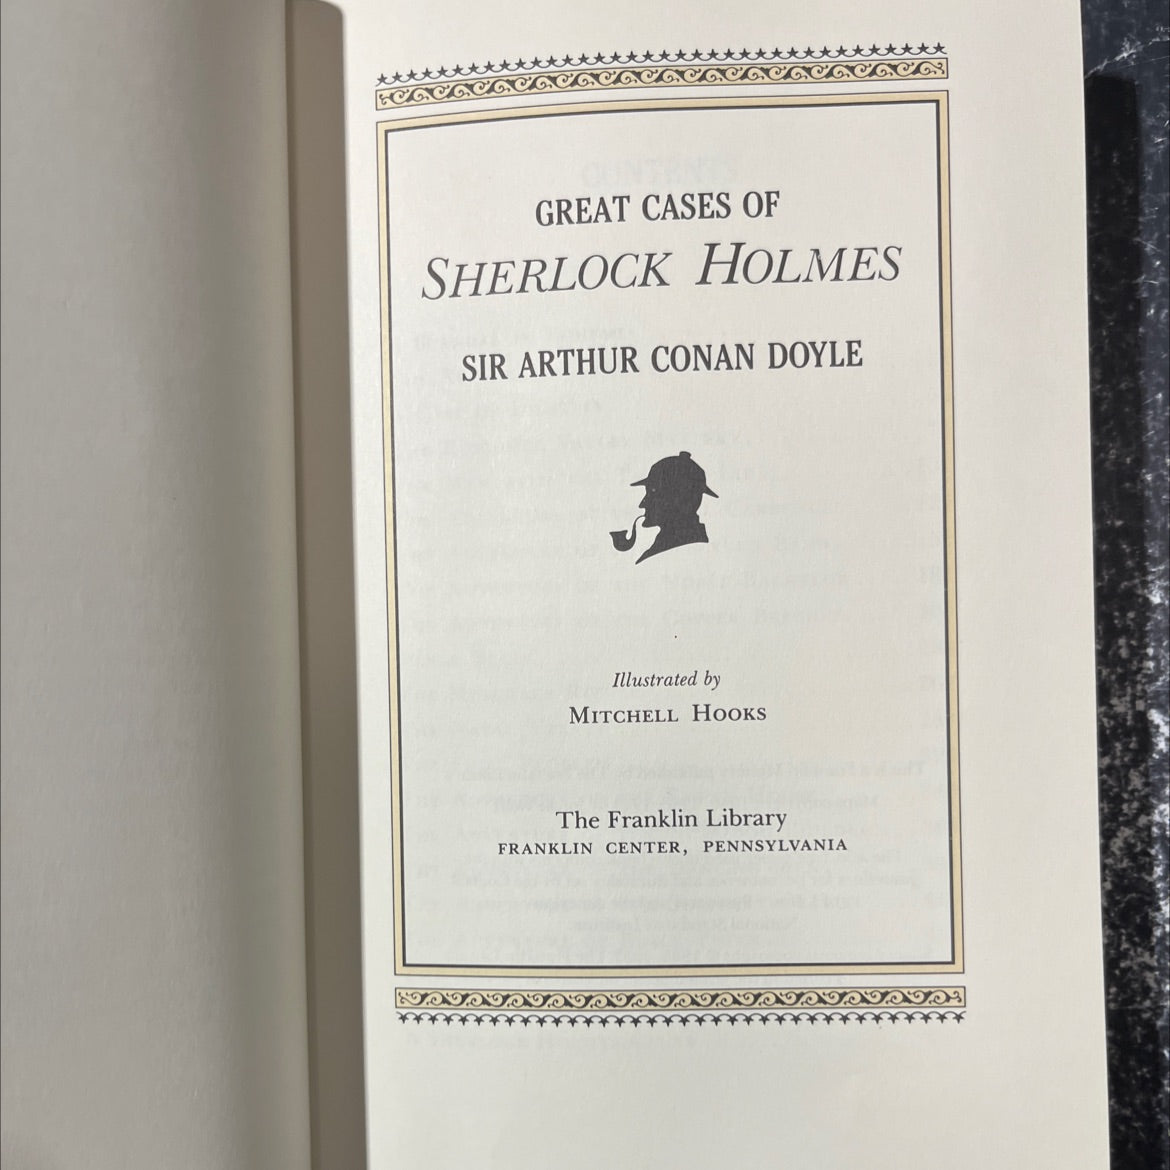 GREAT CASES OF
SHERLOCK HOLMES
SIR ARTHUR CONAN DOYLE
Illustrated by
MITCHELL HOOKS
The Franklin Library
FRANKLIN CENTER, PENNSYLVANIA